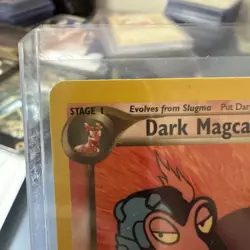 STAGE 1
Evolves from Slugma Put Dar
Dark Magca